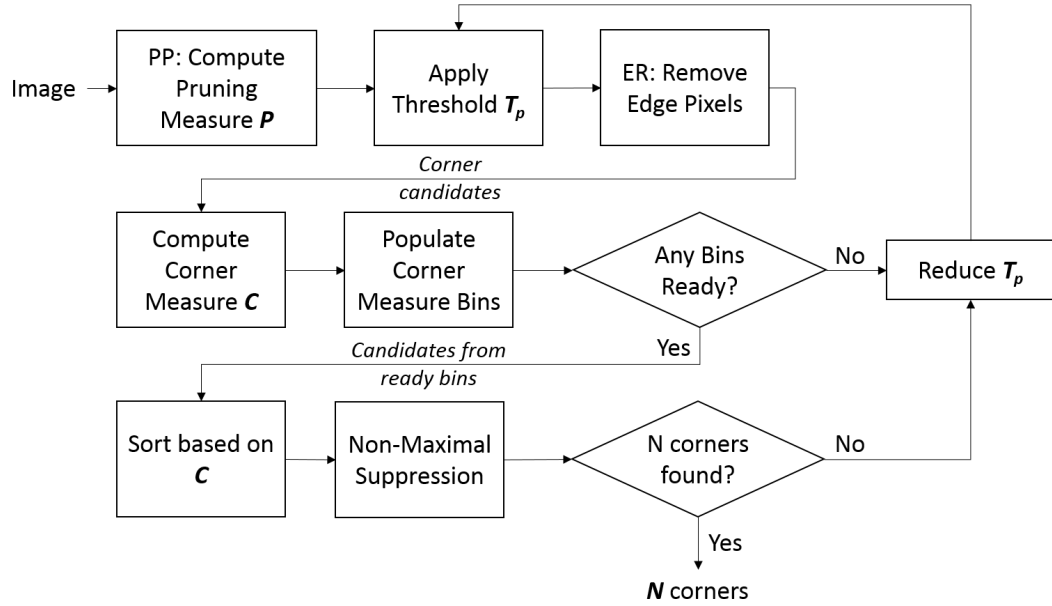 Image
PP: Compute
Pruning
Measure P
Apply
Threshold Tp
ER: Remove
Edge Pixels
Corner
candidates
Compute
Corner
Measure C
Populate
Corner
Measure Bins
Any Bins
Ready?
No
Reduce Tp
Yes
Candidates from
ready bins
Sort based on
C
Non-Maximal
Suppression
N corners
found?
No
Yes
N corners